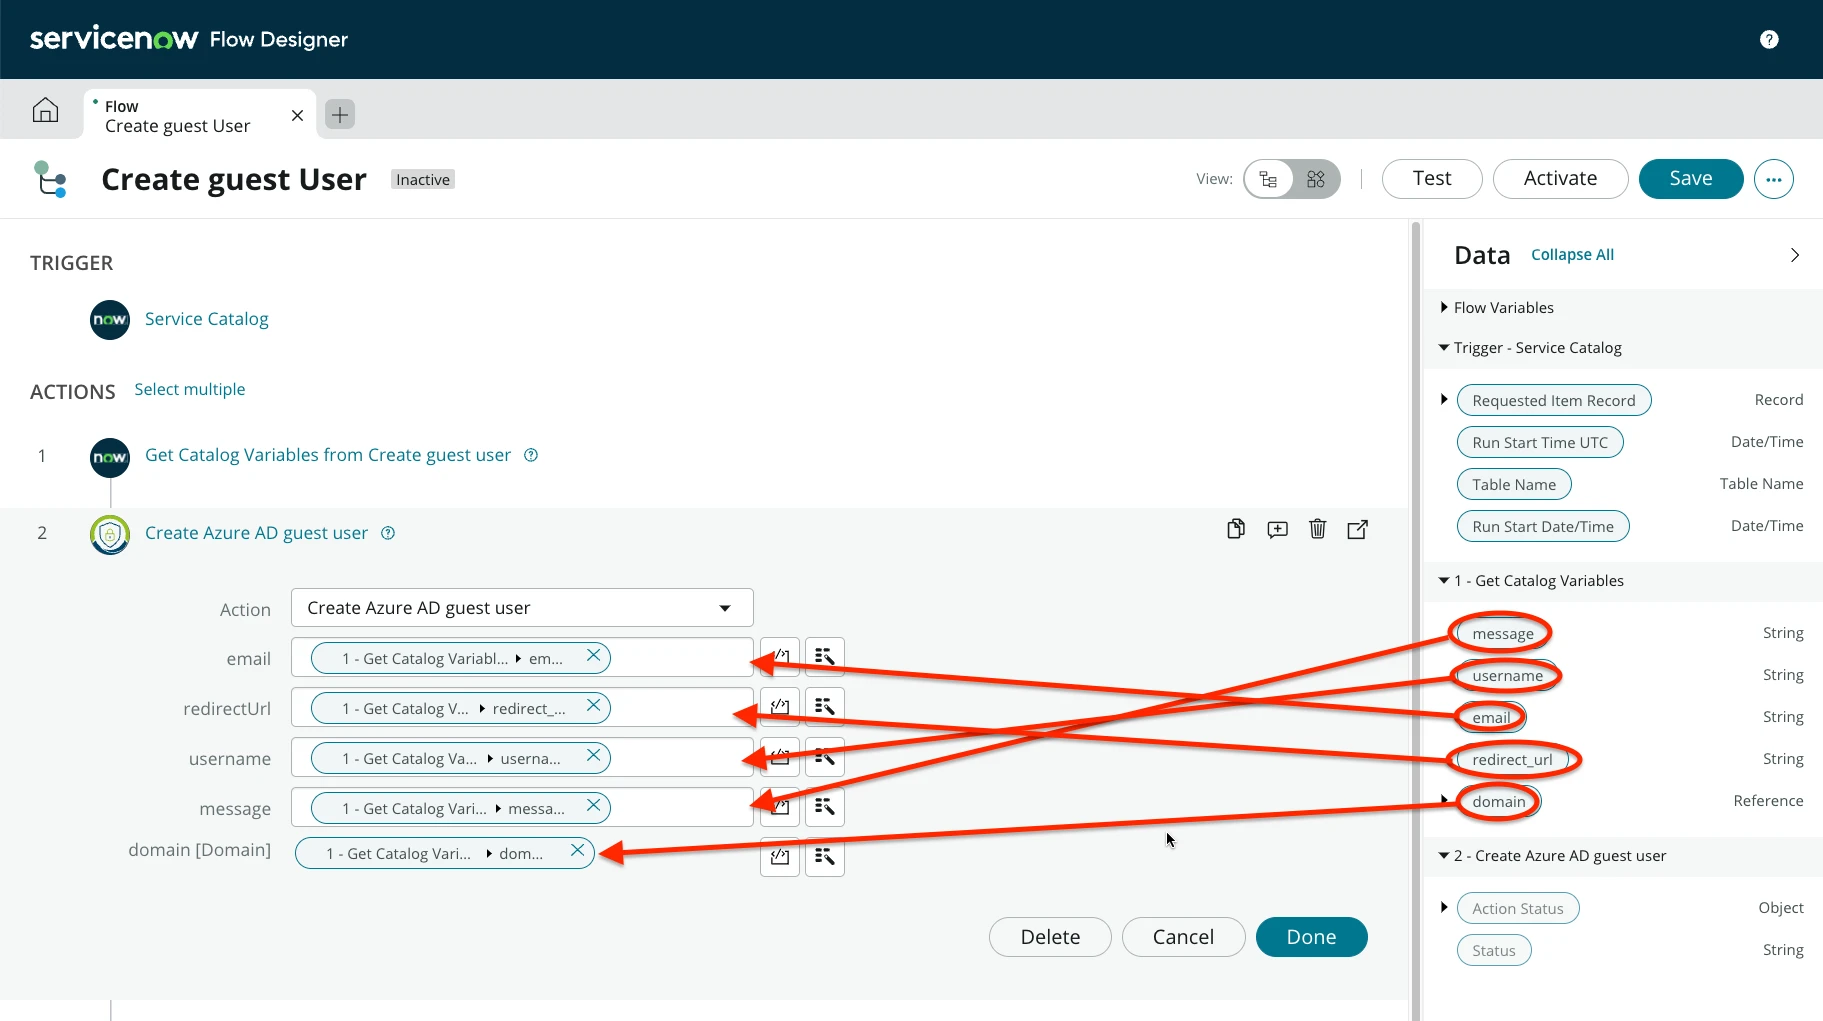 servicenow Flow Designer
?
Flow
Create guest User
Create guest User
Inactive
View:
Test
Activate
Save
TRIGGER
now
Service Catalog
ACTIONS
Select multiple
1
now
Get Catalog Variables from Create guest user
?
2
Create Azure AD guest user
?
Action
Create Azure AD guest user
email
1 - Get Catalog Variabl... em...
redirectUrl
1 - Get Catalog V... redirect_...
username
1 - Get Catalog Va... userna...
message
1 - Get Catalog Vari... messa...
domain [Domain]
1 - Get Catalog Vari... dom...
Delete
Cancel
Done
Data
Collapse All
Flow Variables
Trigger - Service Catalog
Requested Item Record
Record
Run Start Time UTC
Date/Time
Table Name
Table Name
Run Start Date/Time
Date/Time
1 - Get Catalog Variables
message
String
username
String
email
String
redirect_url
String
domain
Reference
2 - Create Azure AD guest user
Action Status
Object
Status
String